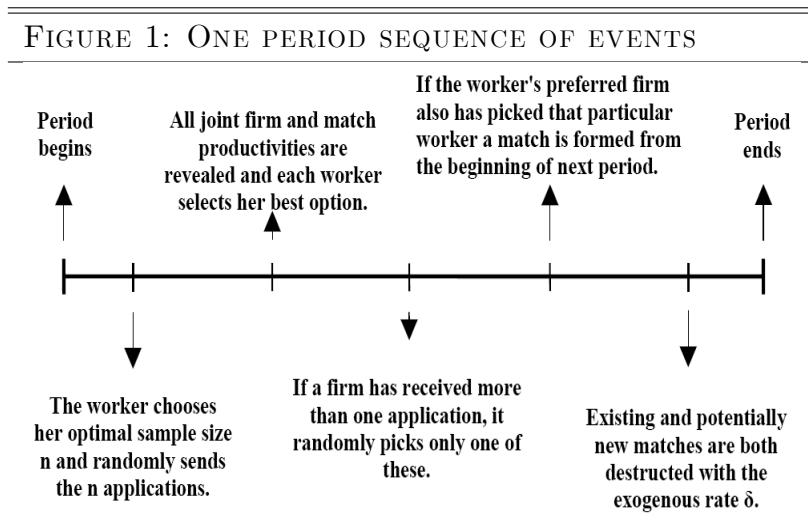 FIGURE 1: ONE PERIOD SEQUENCE OF EVENTS
Period
begins
The worker chooses
her optimal sample size
n and randomly sends
the n applications.
All joint firm and match
productivities are
revealed and each worker
selects her best option.
If a firm has received more
than one application, it
randomly picks only one of
these.
If the worker's preferred firm
also has picked that particular
worker a match is formed from
the beginning of next period.
Existing and potentially
new matches are both
destructed with the
exogenous rate δ.
Period
ends